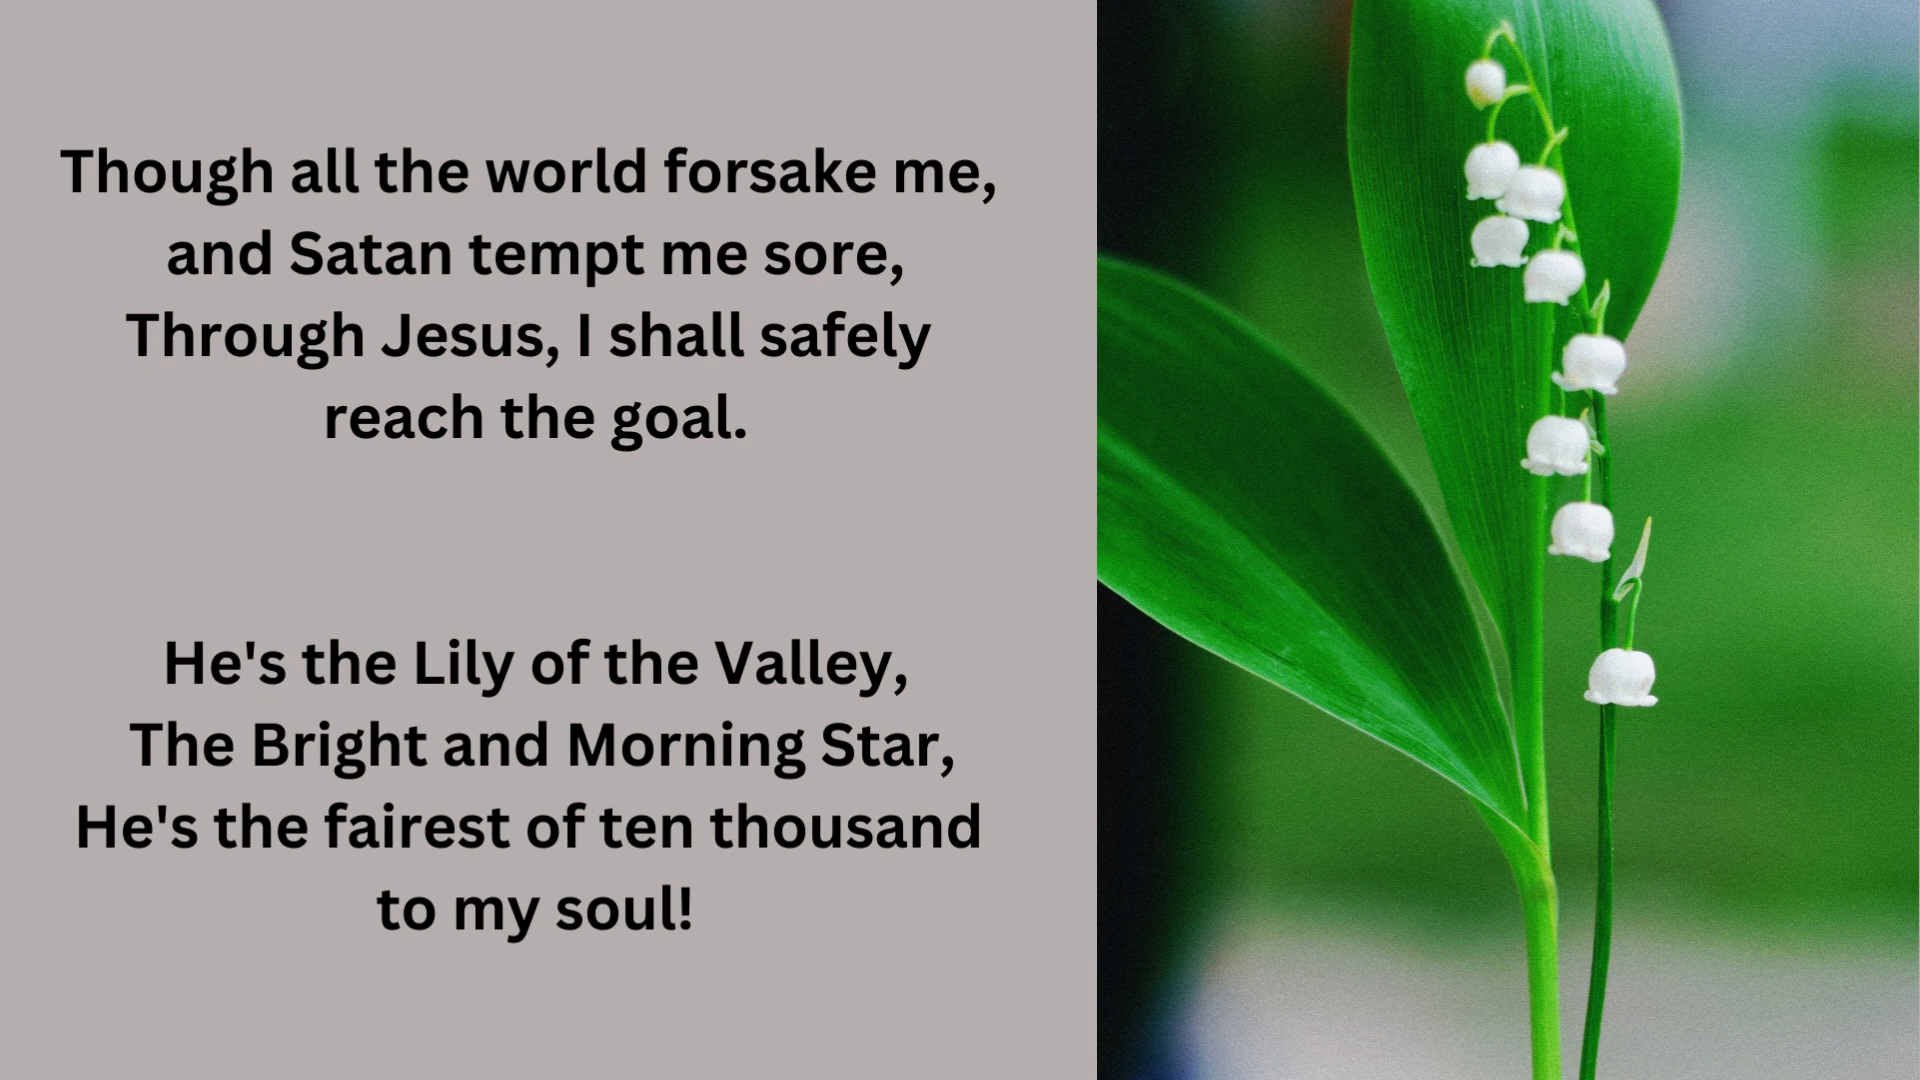 Though all the world forsake me,
and Satan tempt me sore,
Through Jesus, I shall safely
reach the goal.
He's the Lily of the Valley,
The Bright and Morning Star,
He's the fairest of ten thousand
to my soul!